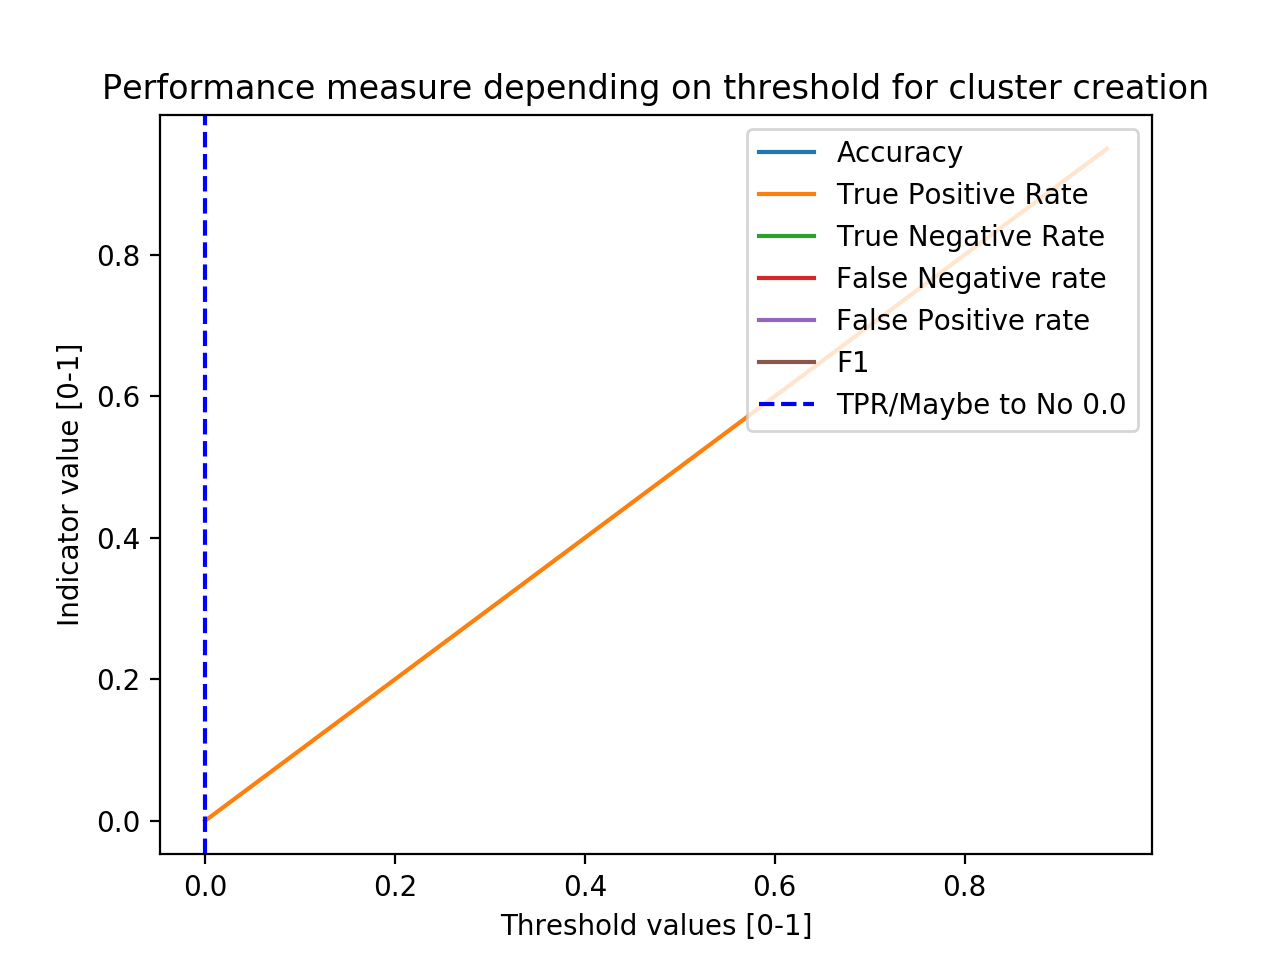 Performance measure depending on threshold for cluster creation
Accuracy
True Positive Rate
True Negative Rate
False Negative rate
False Positive rate
F1
TPR/Maybe to No 0.0
Indicator value [0-1]
0.8
0.6
0.4
0.2
0.0
0.0 0.2 0.4 0.6 0.8
Threshold values [0-1]